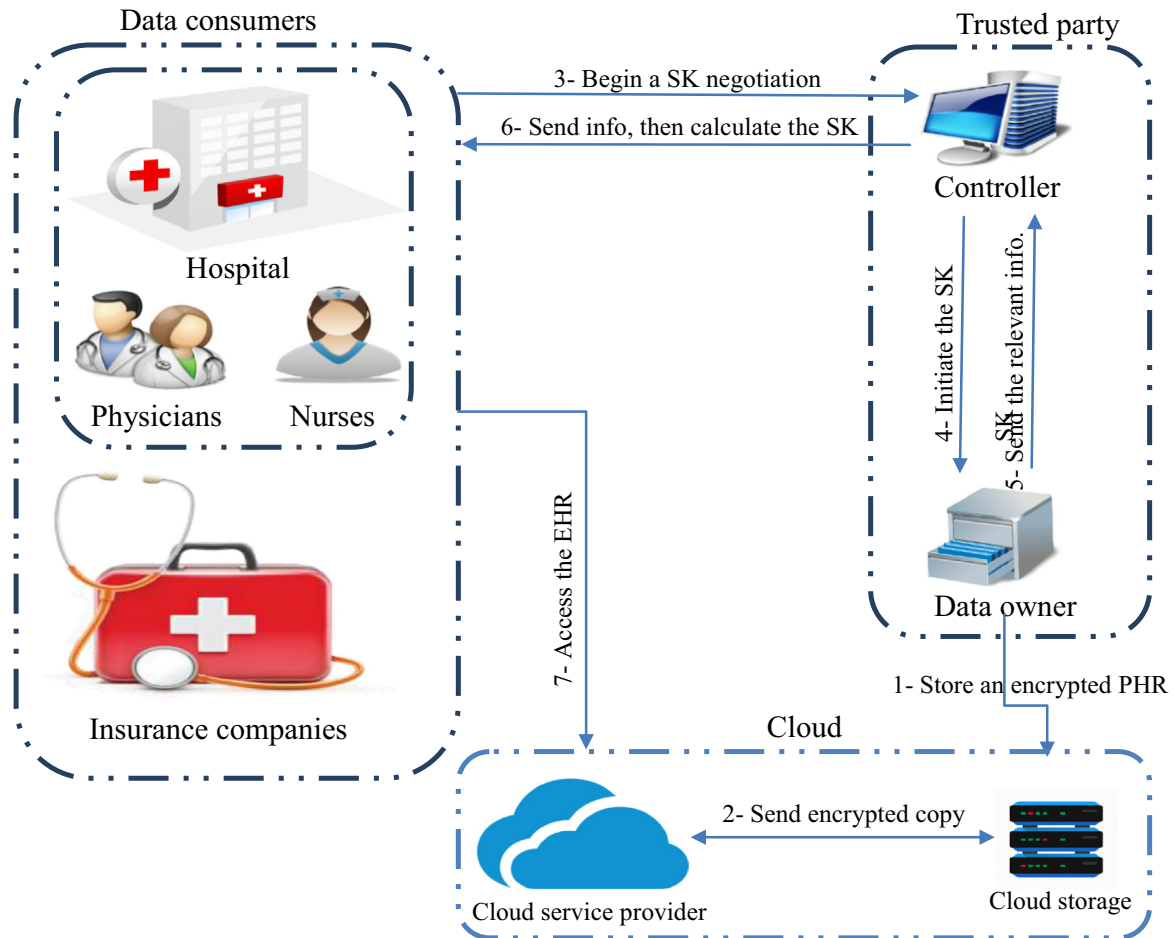 Data consumers
Trusted party
3- Begin a SK negotiation
6- Send info, then calculate the SK
Controller
Hospital
Physicians
Nurses
4- Initiate the SK
SK
5- Send the relevant info.
Data owner
7- Access the EHR
Insurance companies
1- Store an encrypted PHR
Cloud
2- Send encrypted copy
Cloud service provider
Cloud storage